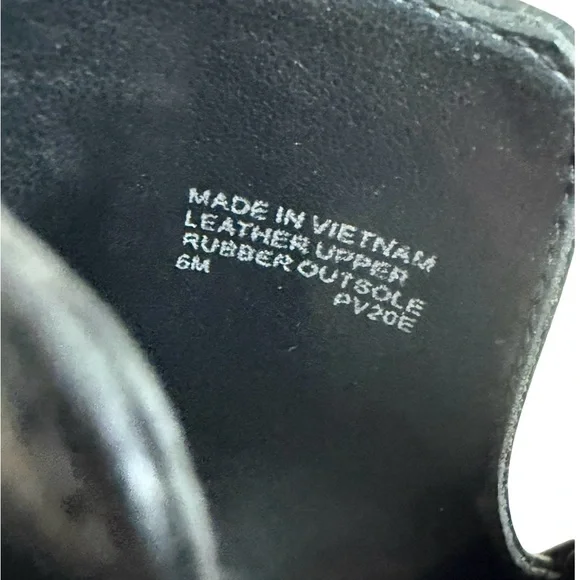 MADE IN VIETNAM
LEATHER UPPER
RUBBER OUTSOLE
6M
PV20E